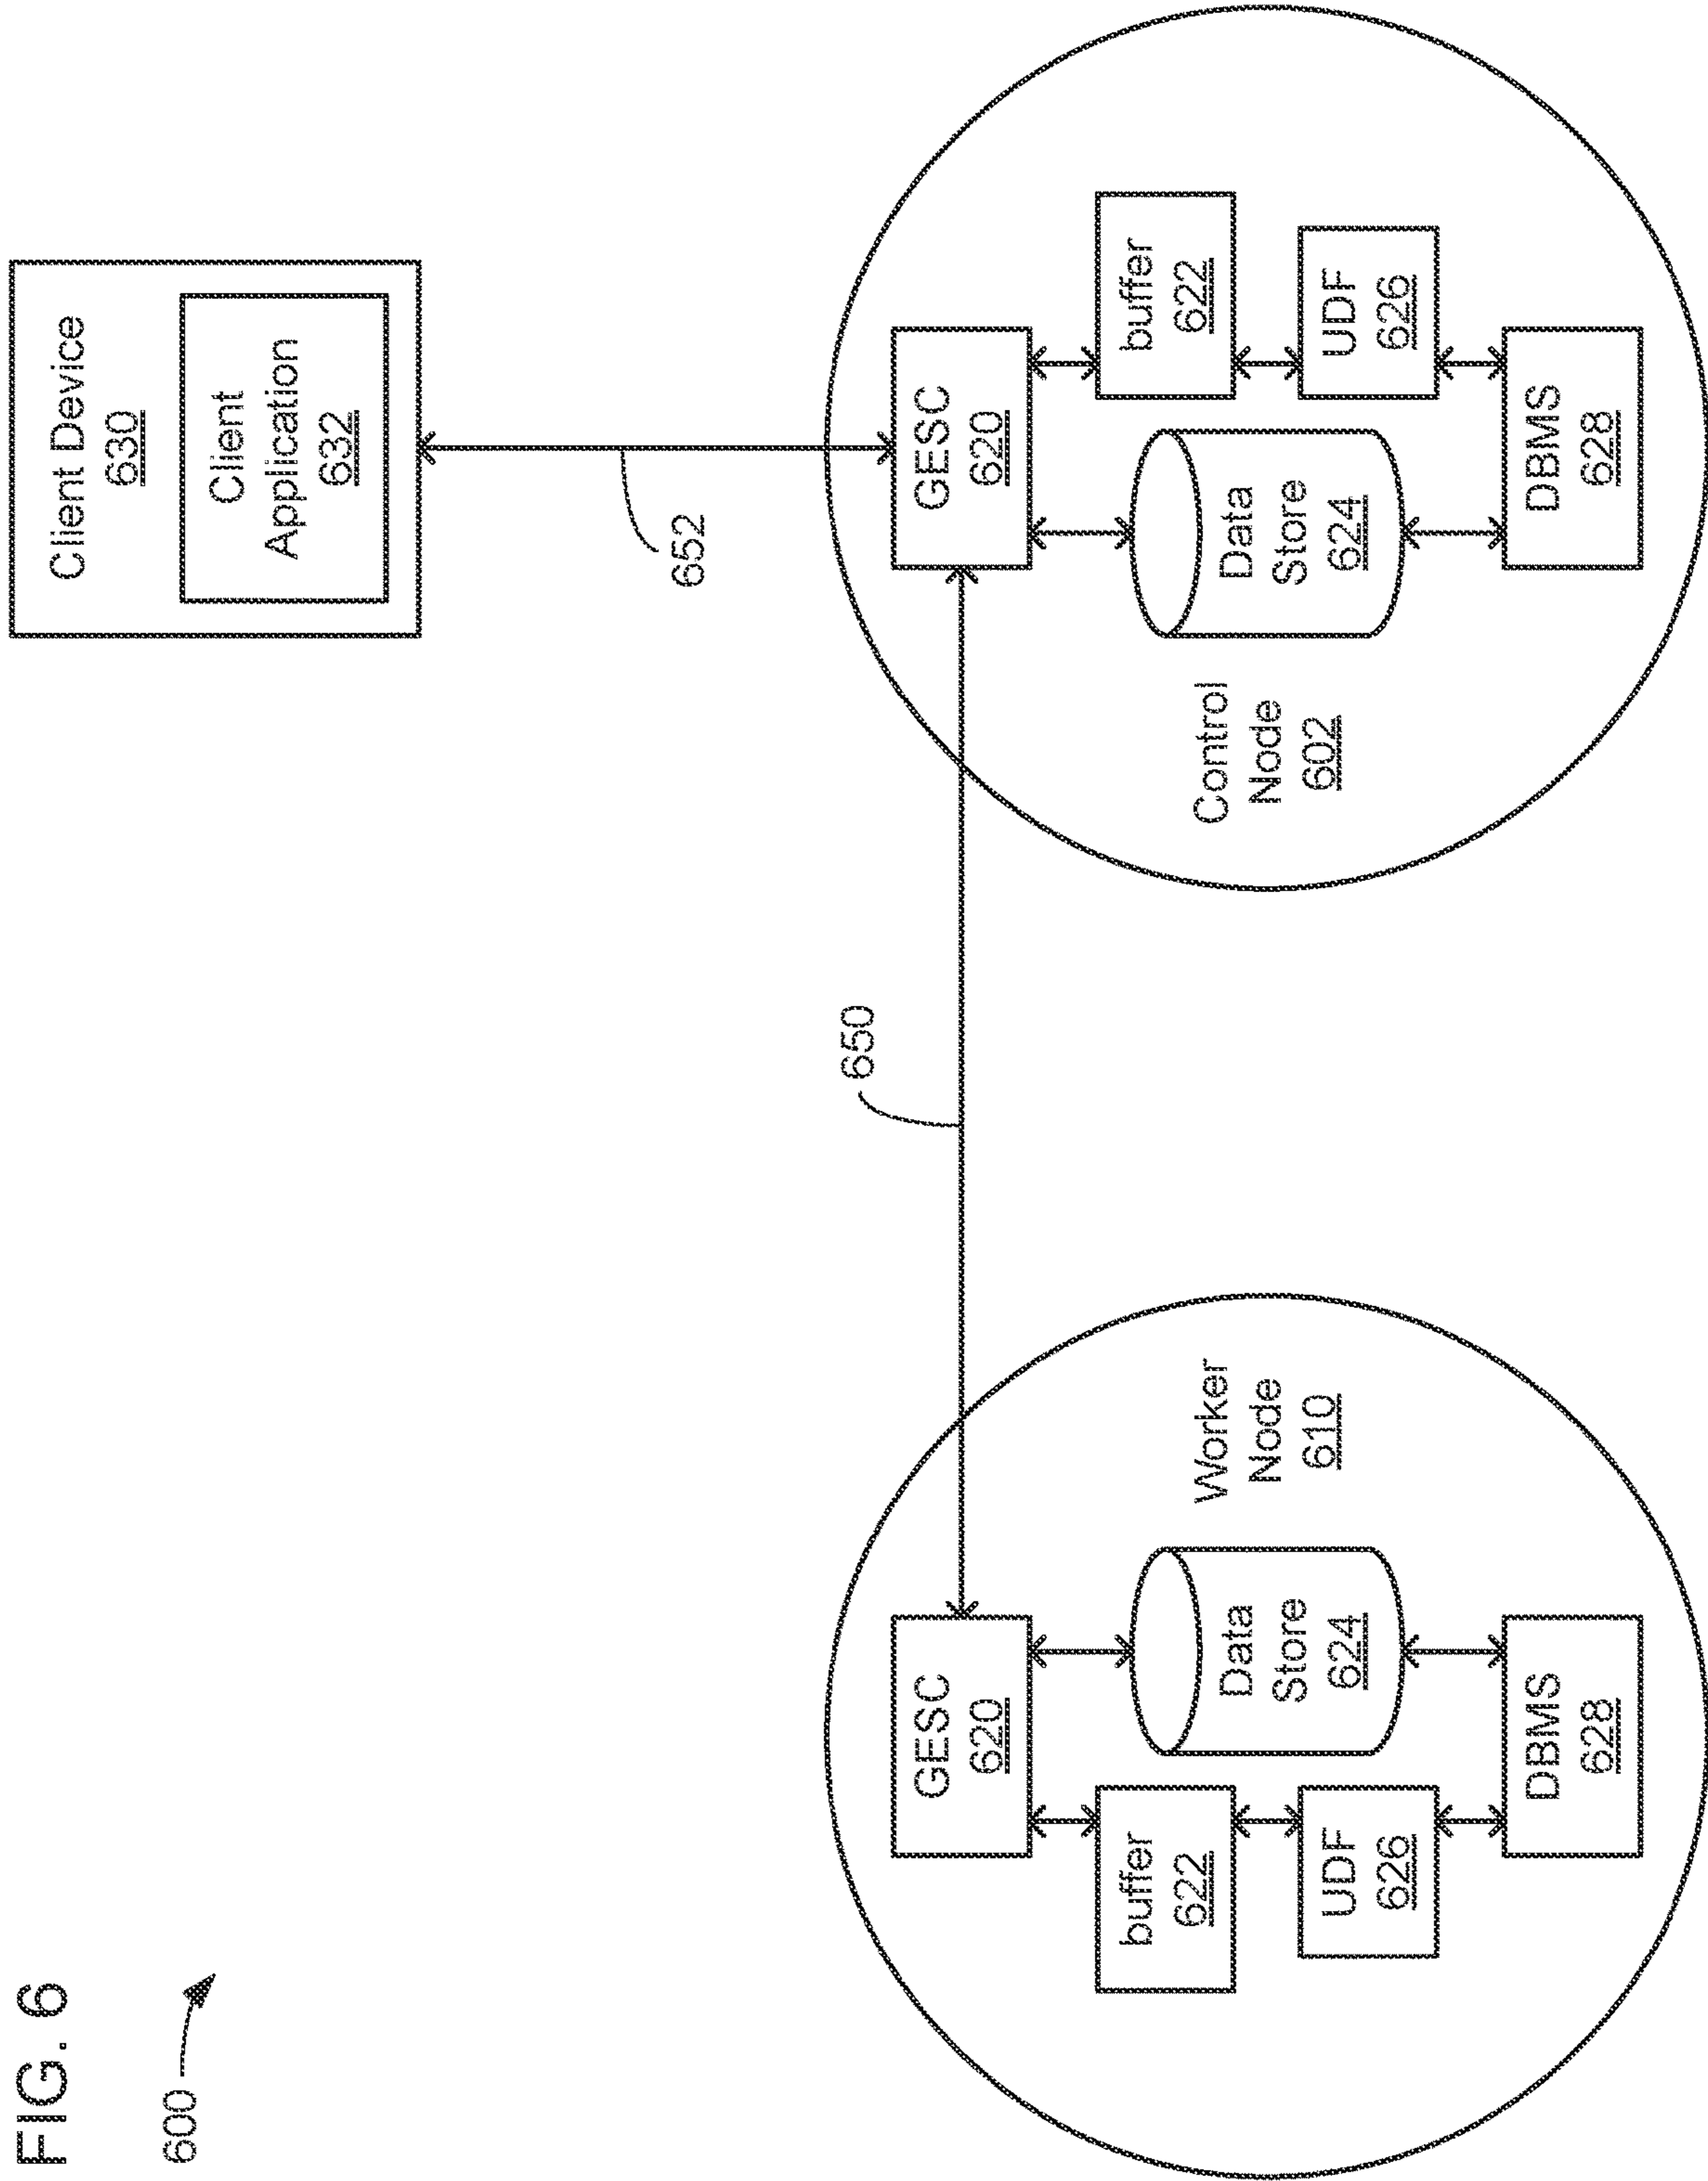 FIG. 6
600
Client Device
630
Client
Application
632
652
650
GESC
620
buffer
622
Data
Store
624
UDF
626
DBMS
628
Worker
Node
610
GESC
620
Control
Node
602
Data
Store
624
buffer
622
UDF
626
DBMS
628